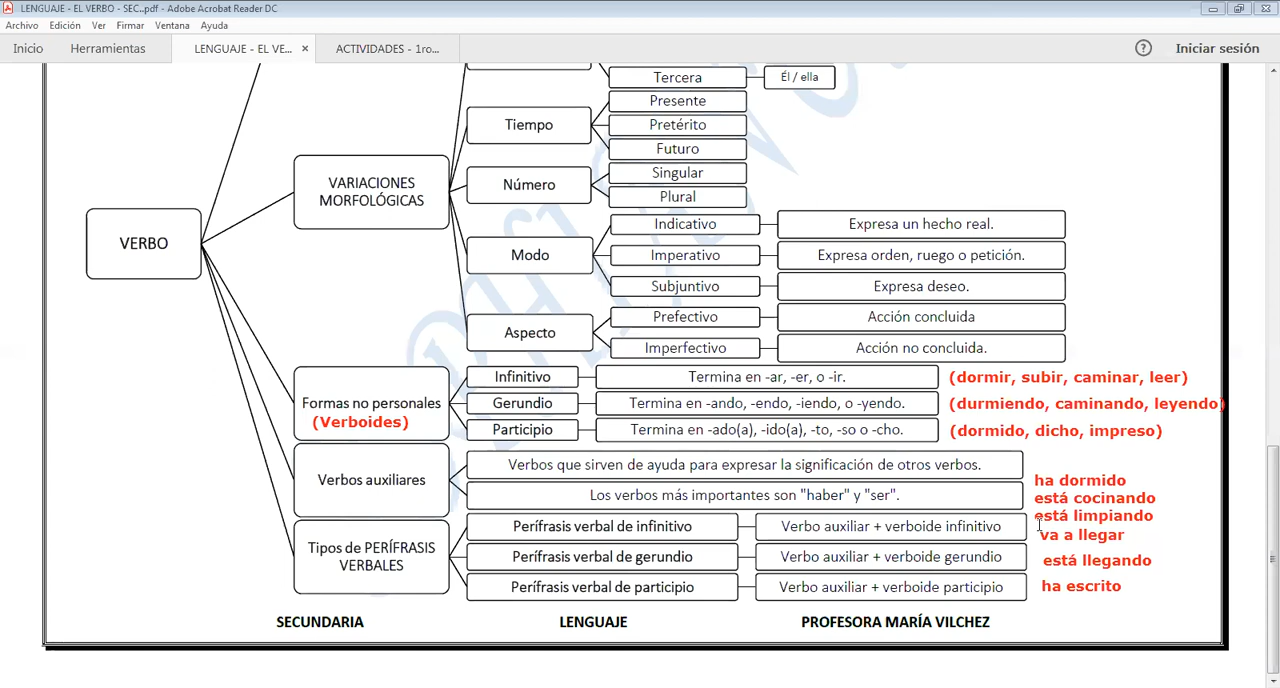 LENGUAJE - EL VERBO - SEC..pdf - Adobe Acrobat Reader DC
Archivo Edición Ver Firmar Ventana Ayuda
Inicio Herramientas LENGUAJE - EL VE... × ACTIVIDADES - 1ro... ? Iniciar sesión
Tercera Él / ella
Presente
Tiempo Pretérito
Futuro
VARIACIONES
MORFOLÓGICAS
Número Singular
Plural
VERBO
Indicativo Expresa un hecho real.
Modo Imperativo Expresa orden, ruego o petición.
Subjuntivo Expresa deseo.
Aspecto Prefectivo Acción concluida
Imperfectivo Acción no concluida.
Formas no personales
(Verboides)
Infinitivo Termina en -ar, -er, o -ir. (dormir, subir, caminar, leer)
Gerundio Termina en -ando, -endo, -iendo, o -yendo. (durmiendo, caminando, leyendo)
Participio Termina en -ado(a), -ido(a), -to, -so o -cho. (dormido, dicho, impreso)
Verbos auxiliares
Verbos que sirven de ayuda para expresar la significación de otros verbos.
Los verbos más importantes son "haber" y "ser".
ha dormido
está cocinando
está limpiando
Tipos de PERÍFRASIS
VERBALES
Perífrasis verbal de infinitivo Verbo auxiliar + verboide infinitivo va a llegar
Perífrasis verbal de gerundio Verbo auxiliar + verboide gerundio está llegando
Perífrasis verbal de participio Verbo auxiliar + verboide participio ha escrito
SECUNDARIA LENGUAJE PROFESORA MARÍA VILCHEZ